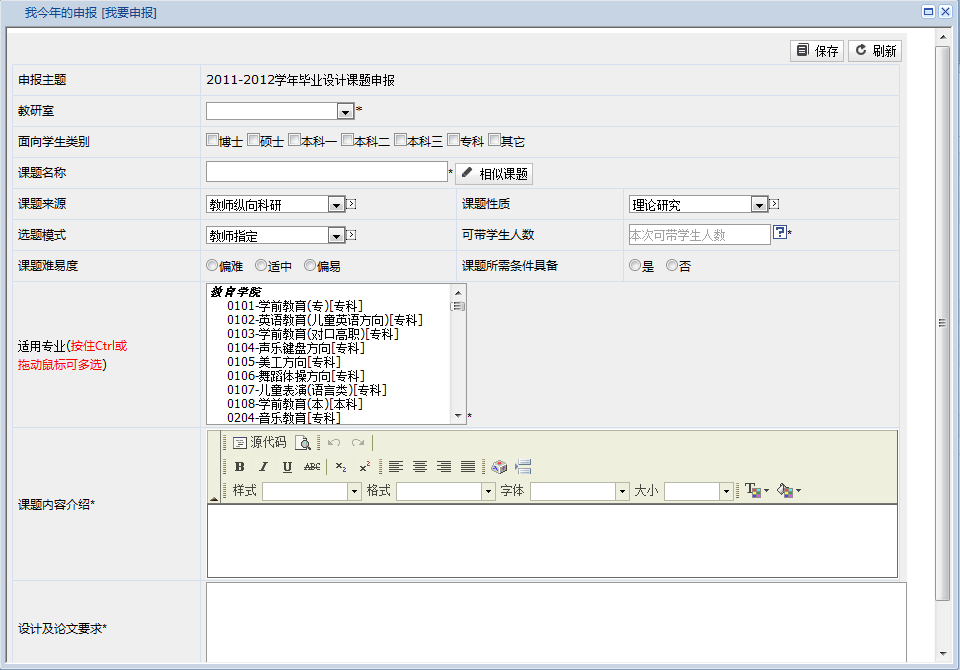 我今年的申报 [我要申报]
保存 刷新
申报主题 2011-2012学年毕业设计课题申报
教研室 *
面向学生类别 博士 硕士 本科一 本科二 本科三 专科 其它
课题名称 * 相似课题
课题来源 教师纵向科研 课题性质 理论研究
选题模式 教师指定 可带学生人数 本次可带学生人数 ? *
课题难易度 偏难 适中 偏易 课题所需条件具备 是 否
适用专业(按住Ctrl或
拖动鼠标可多选)
教育学院
0101-学前教育(专)[专科]
0102-英语教育(儿童英语方向)[专科]
0103-学前教育(对口高职)[专科]
0104-声乐键盘方向[专科]
0105-美工方向[专科]
0106-舞蹈体操方向[专科]
0107-儿童表演(语言类)[专科]
0108-学前教育(本)[本科]
0204-音乐教育[专科]
*
课题内容介绍*
源代码
B I U ABC x₂ x²
样式 格式 字体 大小
设计及论文要求*